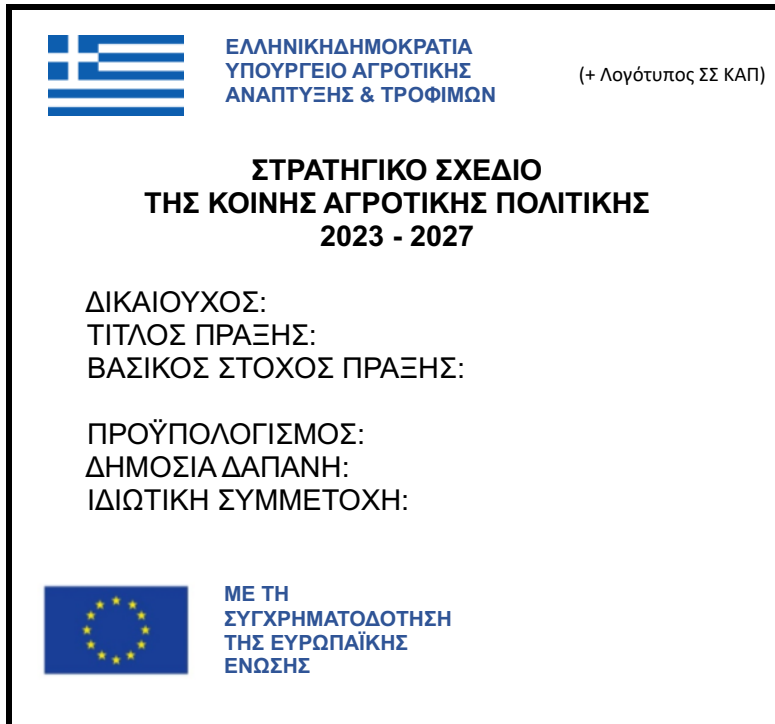 ΕΛΛΗΝΙΚΗΔΗΜΟΚΡΑΤΙΑ
ΥΠΟΥΡΓΕΙΟ ΑΓΡΟΤΙΚΗΣ
ΑΝΑΠΤΥΞΗΣ & ΤΡΟΦΙΜΩΝ
(+ Λογότυπος ΣΣ ΚΑΠ)
ΣΤΡΑΤΗΓΙΚΟ ΣΧΕΔΙΟ
ΤΗΣ ΚΟΙΝΗΣ ΑΓΡΟΤΙΚΗΣ ΠΟΛΙΤΙΚΗΣ
2023 - 2027
ΔΙΚΑΙΟΥΧΟΣ:
ΤΙΤΛΟΣ ΠΡΑΞΗΣ:
ΒΑΣΙΚΟΣ ΣΤΟΧΟΣ ΠΡΑΞΗΣ:
ΠΡΟΫΠΟΛΟΓΙΣΜΟΣ:
ΔΗΜΟΣΙΑ ΔΑΠΑΝΗ:
ΙΔΙΩΤΙΚΗ ΣΥΜΜΕΤΟΧΗ:
ΜΕ ΤΗ
ΣΥΓΧΡΗΜΑΤΟΔΟΤΗΣΗ
ΤΗΣ ΕΥΡΩΠΑΪΚΗΣ
ΕΝΩΣΗΣ